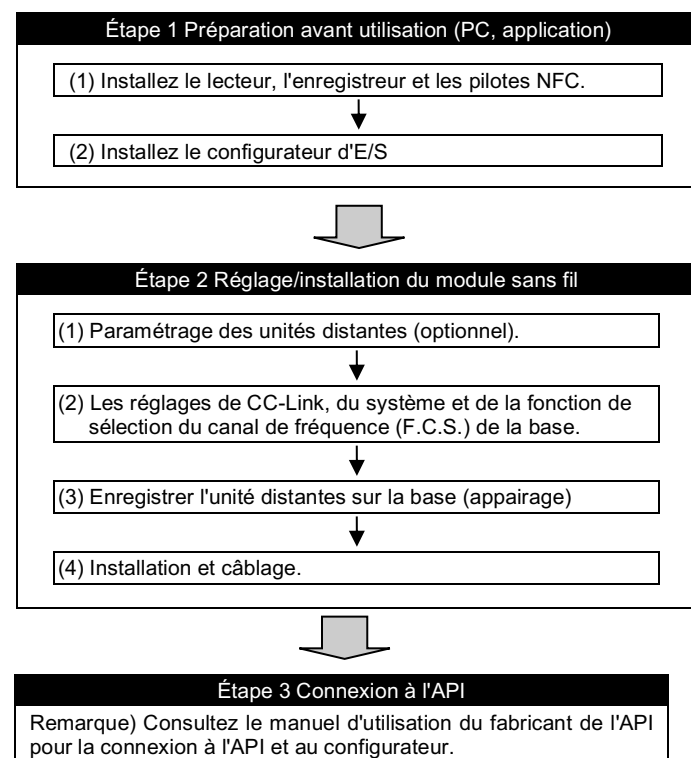 Étape 1 Préparation avant utilisation (PC, application)
(1) Installez le lecteur, l'enregistreur et les pilotes NFC.
(2) Installez le configurateur d'E/S
Étape 2 Réglage/installation du module sans fil
(1) Paramétrage des unités distantes (optionnel).
(2) Les réglages de CC-Link, du système et de la fonction de
sélection du canal de fréquence (F.C.S.) de la base.
(3) Enregistrer l'unité distantes sur la base (appairage)
(4) Installation et câblage.
Étape 3 Connexion à l'API
Remarque) Consultez le manuel d'utilisation du fabricant de l'API
pour la connexion à l'API et au configurateur.